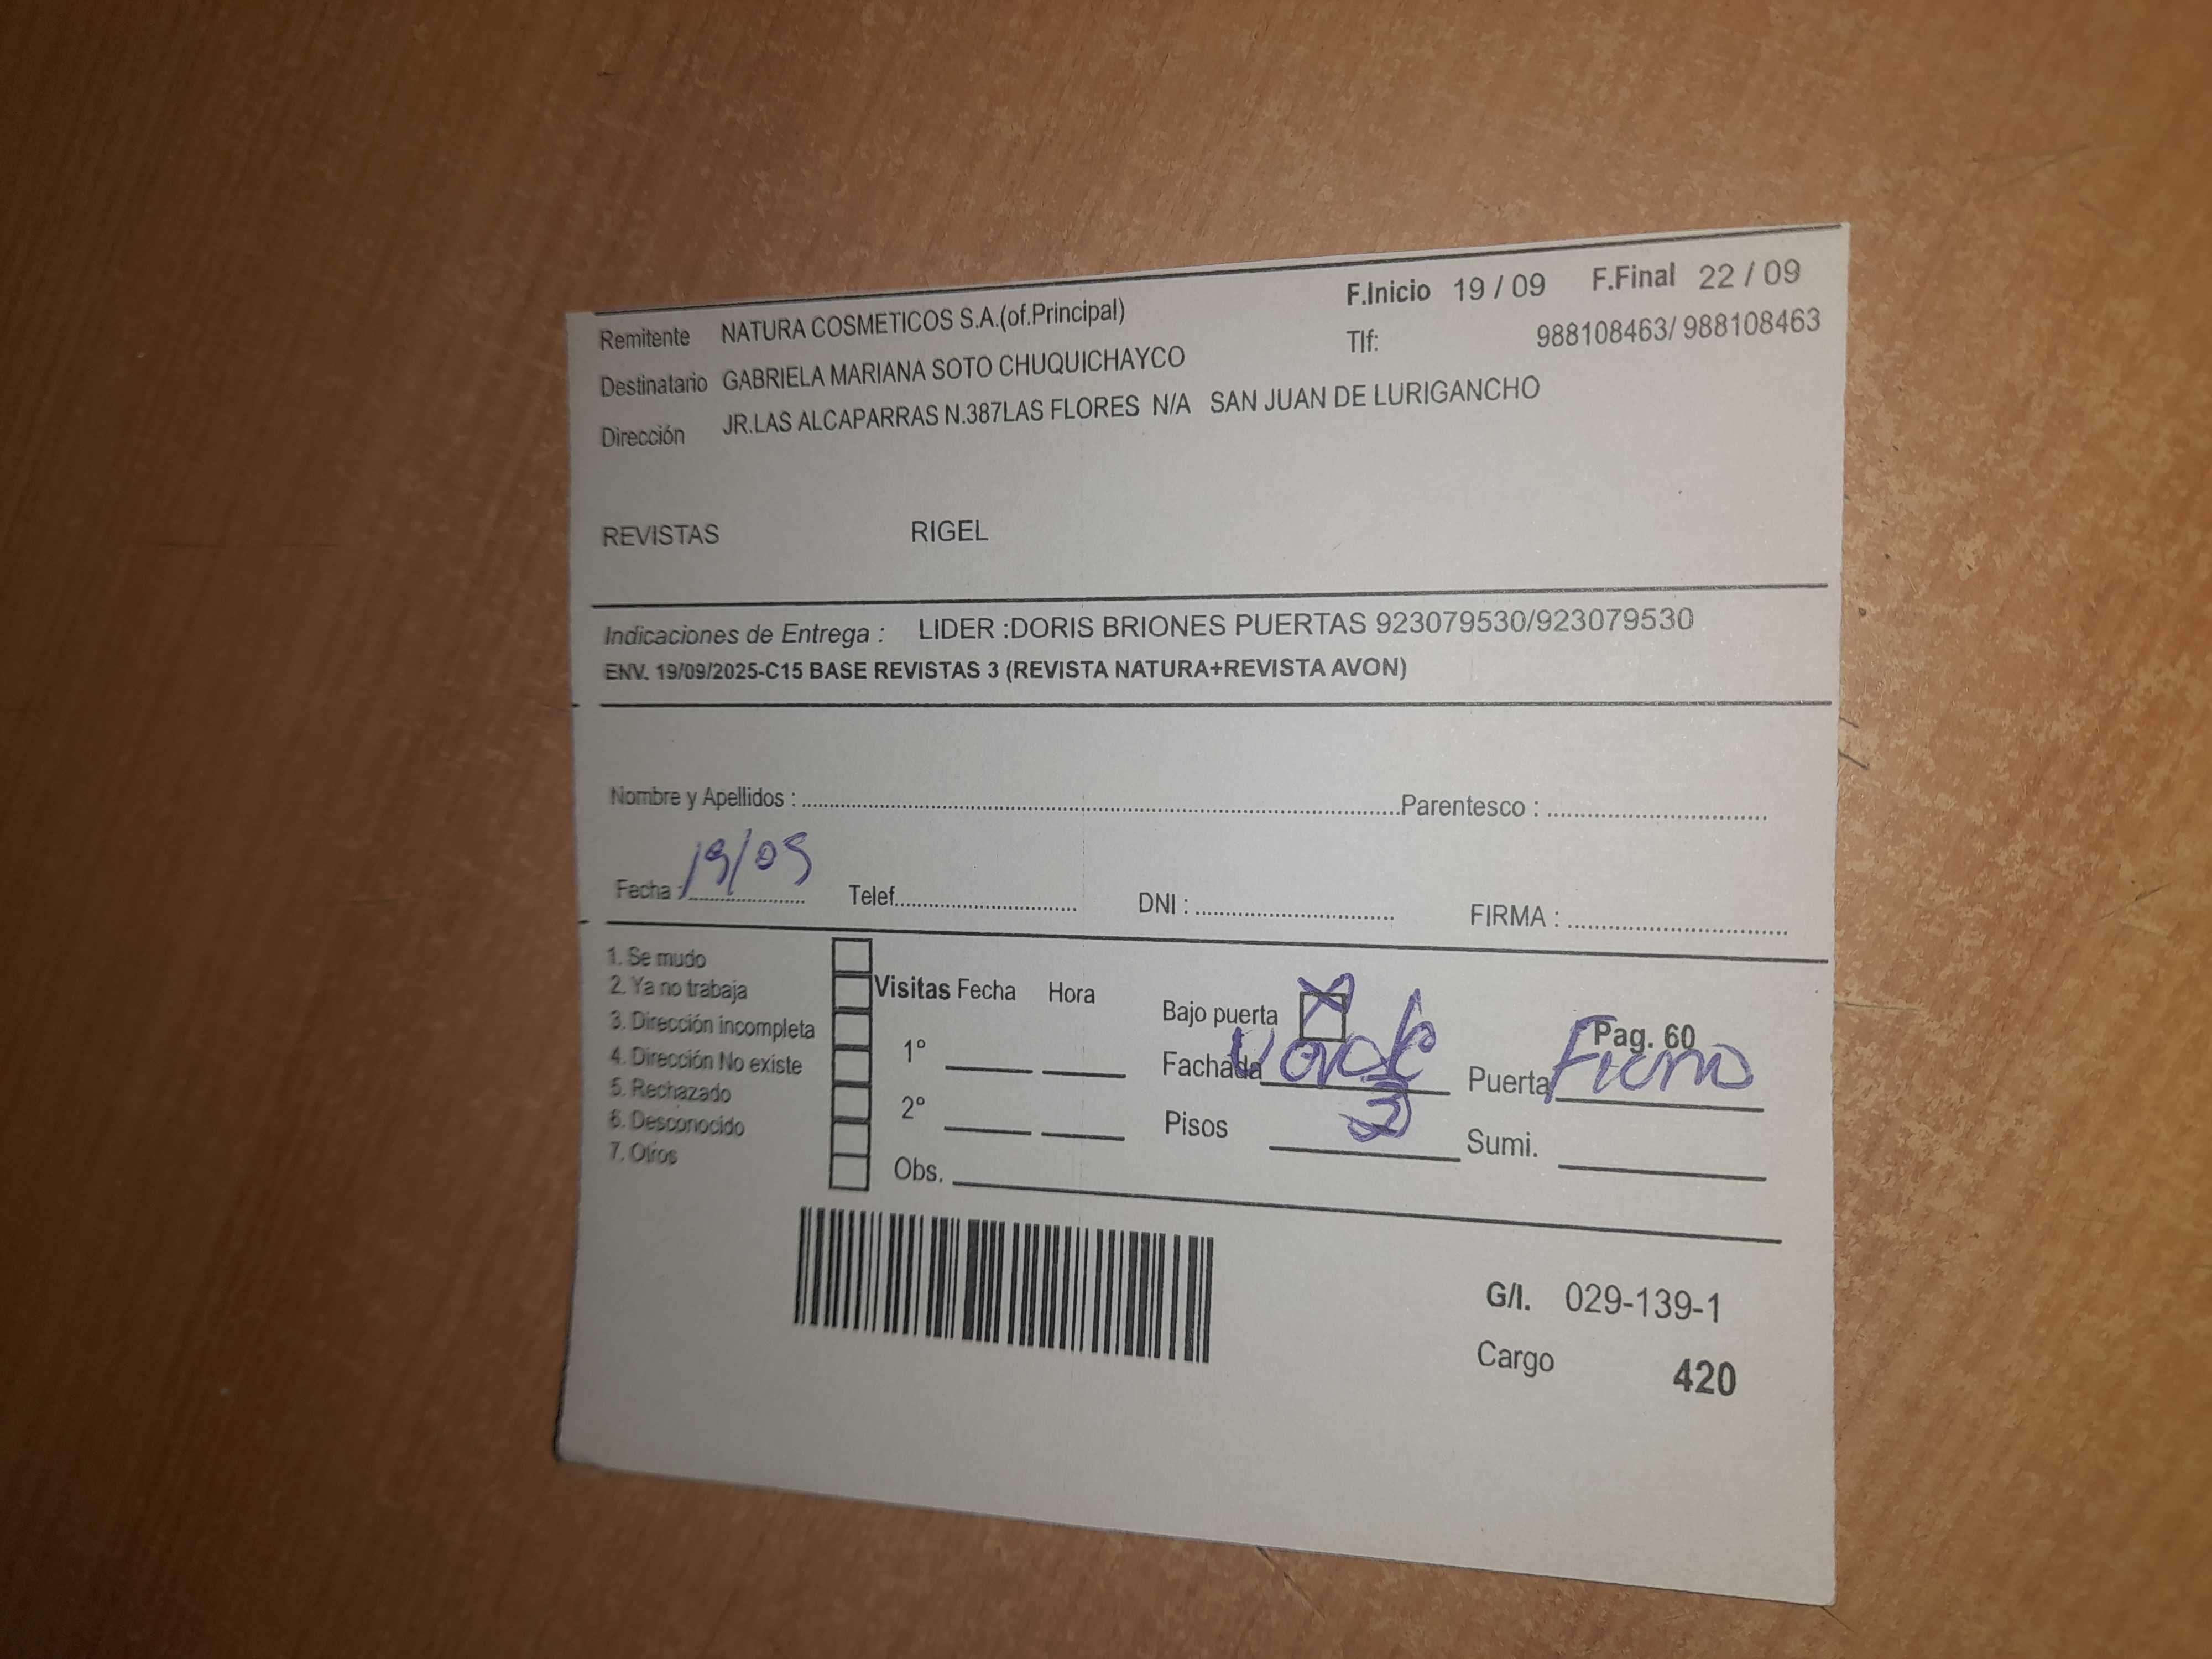 F.Inicio 19 / 09 F.Final 22 / 09
Remitente NATURA COSMETICOS S.A.(of.Principal) Tlf: 988108463/ 988108463
Destinatario GABRIELA MARIANA SOTO CHUQUICHAYCO
Dirección JR.LAS ALCAPARRAS N.387LAS FLORES N/A SAN JUAN DE LURIGANCHO
REVISTAS RIGEL
Indicaciones de Entrega : LIDER :DORIS BRIONES PUERTAS 923079530/923079530
ENV. 19/09/2025-C15 BASE REVISTAS 3 (REVISTA NATURA+REVISTA AVON)
Nombre y Apellidos : Parentesco :
Fecha : 19/09 Telef. DNI : FIRMA :
1. Se mudo
2. Ya no trabaja
3. Dirección incompleta
4. Dirección No existe
5. Rechazado
6. Desconocido
7. Otros
Visitas Fecha Hora
1°
2°
Obs.
Bajo puerta X
Fachada
Pisos 3
Pag. 60
Puerta
Sumi.
G/I. 029-139-1
Cargo 420